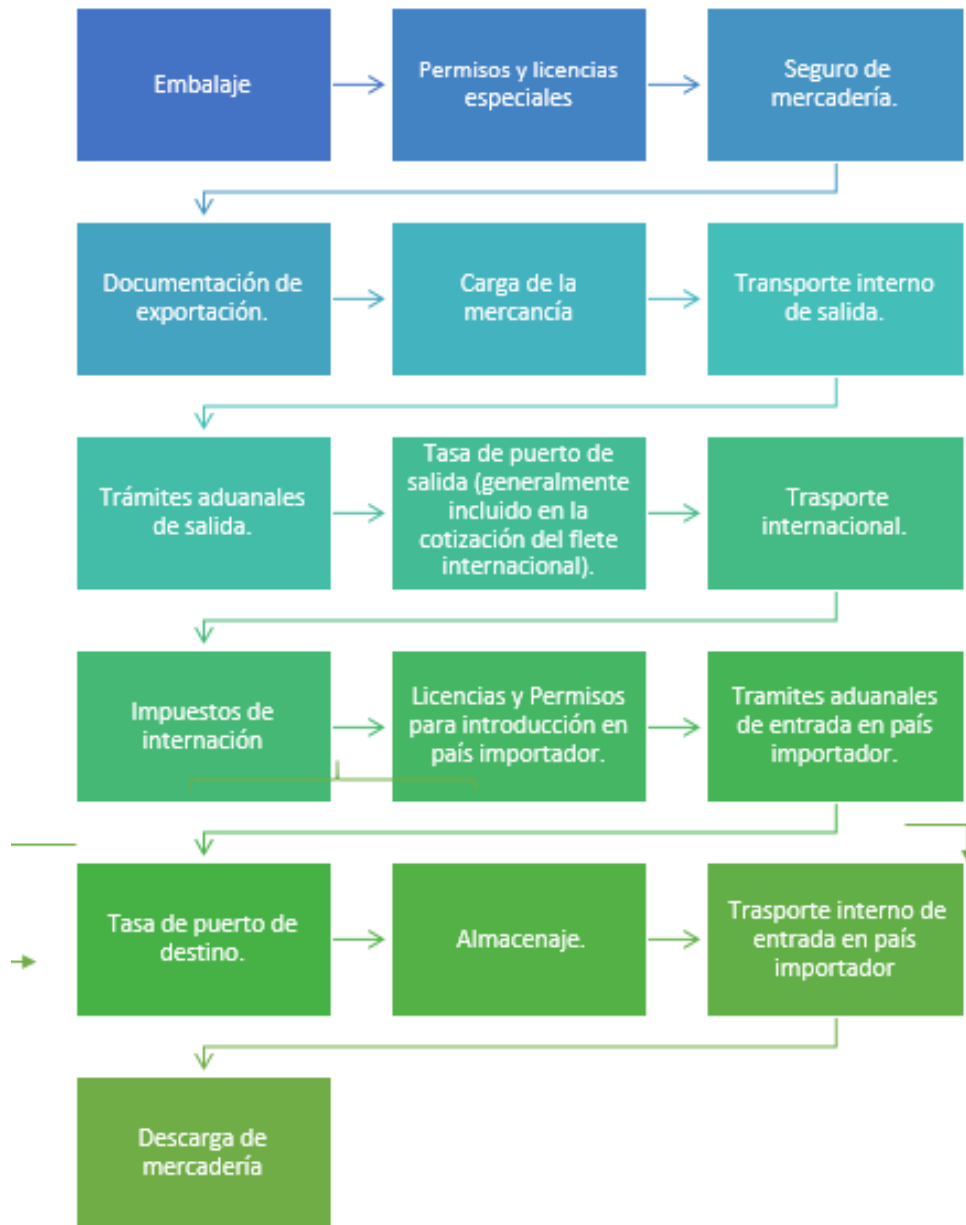 Embalaje
Permisos y licencias
especiales
Seguro de
mercadería.
Documentación de
exportación.
Carga de la
mercancía
Transporte interno
de salida.
Trámites aduanales
de salida.
Tasa de puerto de
salida (generalmente
incluido en la
cotización del flete
internacional).
Trasporte
internacional.
Impuestos de
internación
Licencias y Permisos
para introducción en
país importador.
Tramites aduanales
de entrada en país
importador.
Tasa de puerto de
destino.
Almacenaje.
Trasporte interno de
entrada en país
importador
Descarga de
mercadería